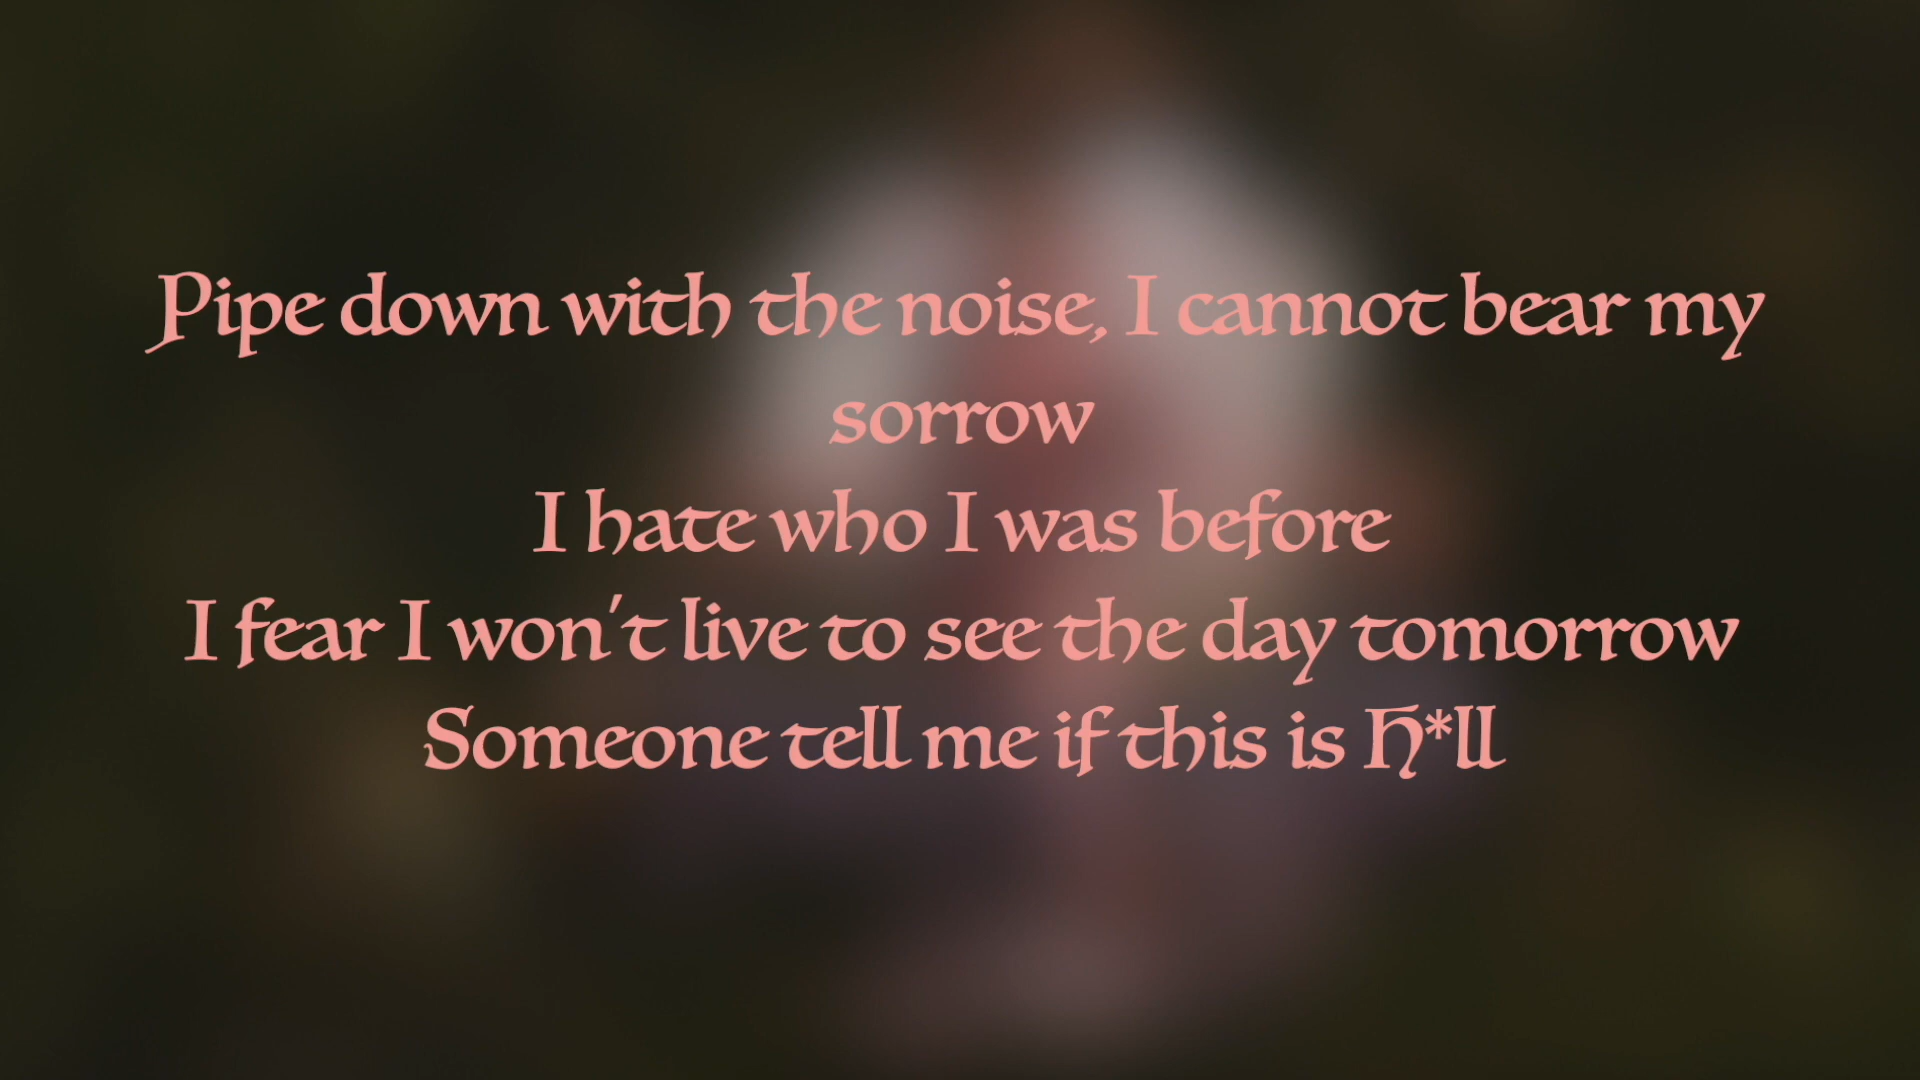 Pipe down with the noise, I cannot bear my
sorrow
I hate who I was before
I fear I won't live to see the day tomorrow
Someone tell me if this is H*ll